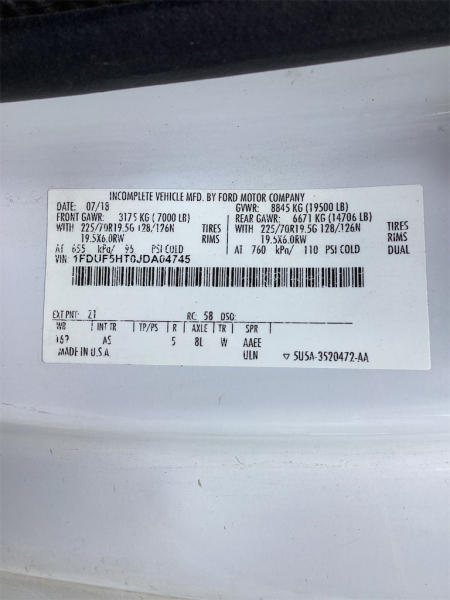 INCOMPLETE VEHICLE MFD. BY FORD MOTOR COMPANY
DATE: 07/18 GVWR: 8845 KG (19500 LB)
FRONT GAWR: 3175 KG (7000 LB) REAR GAWR: 6671 KG (14706 LB)
WITH 225/70R19.5G 128/126N TIRES WITH 225/70R19.5G 128/126N TIRES
19.5X6.0RW RIMS 19.5X6.0RW RIMS
AT 655 kPa/ 95 PSI COLD AT 760 kPa/ 110 PSI COLD DUAL
VIN: 1FDUF5HT0JDA04745
EXT PNT: Z1 RC: 58 DSO:
WB INT TR TP/PS R AXLE TR SPR
169 AS 5 8L W AAEE
MADE IN U.S.A. ULN ▽ 5U5A-3520472-AA